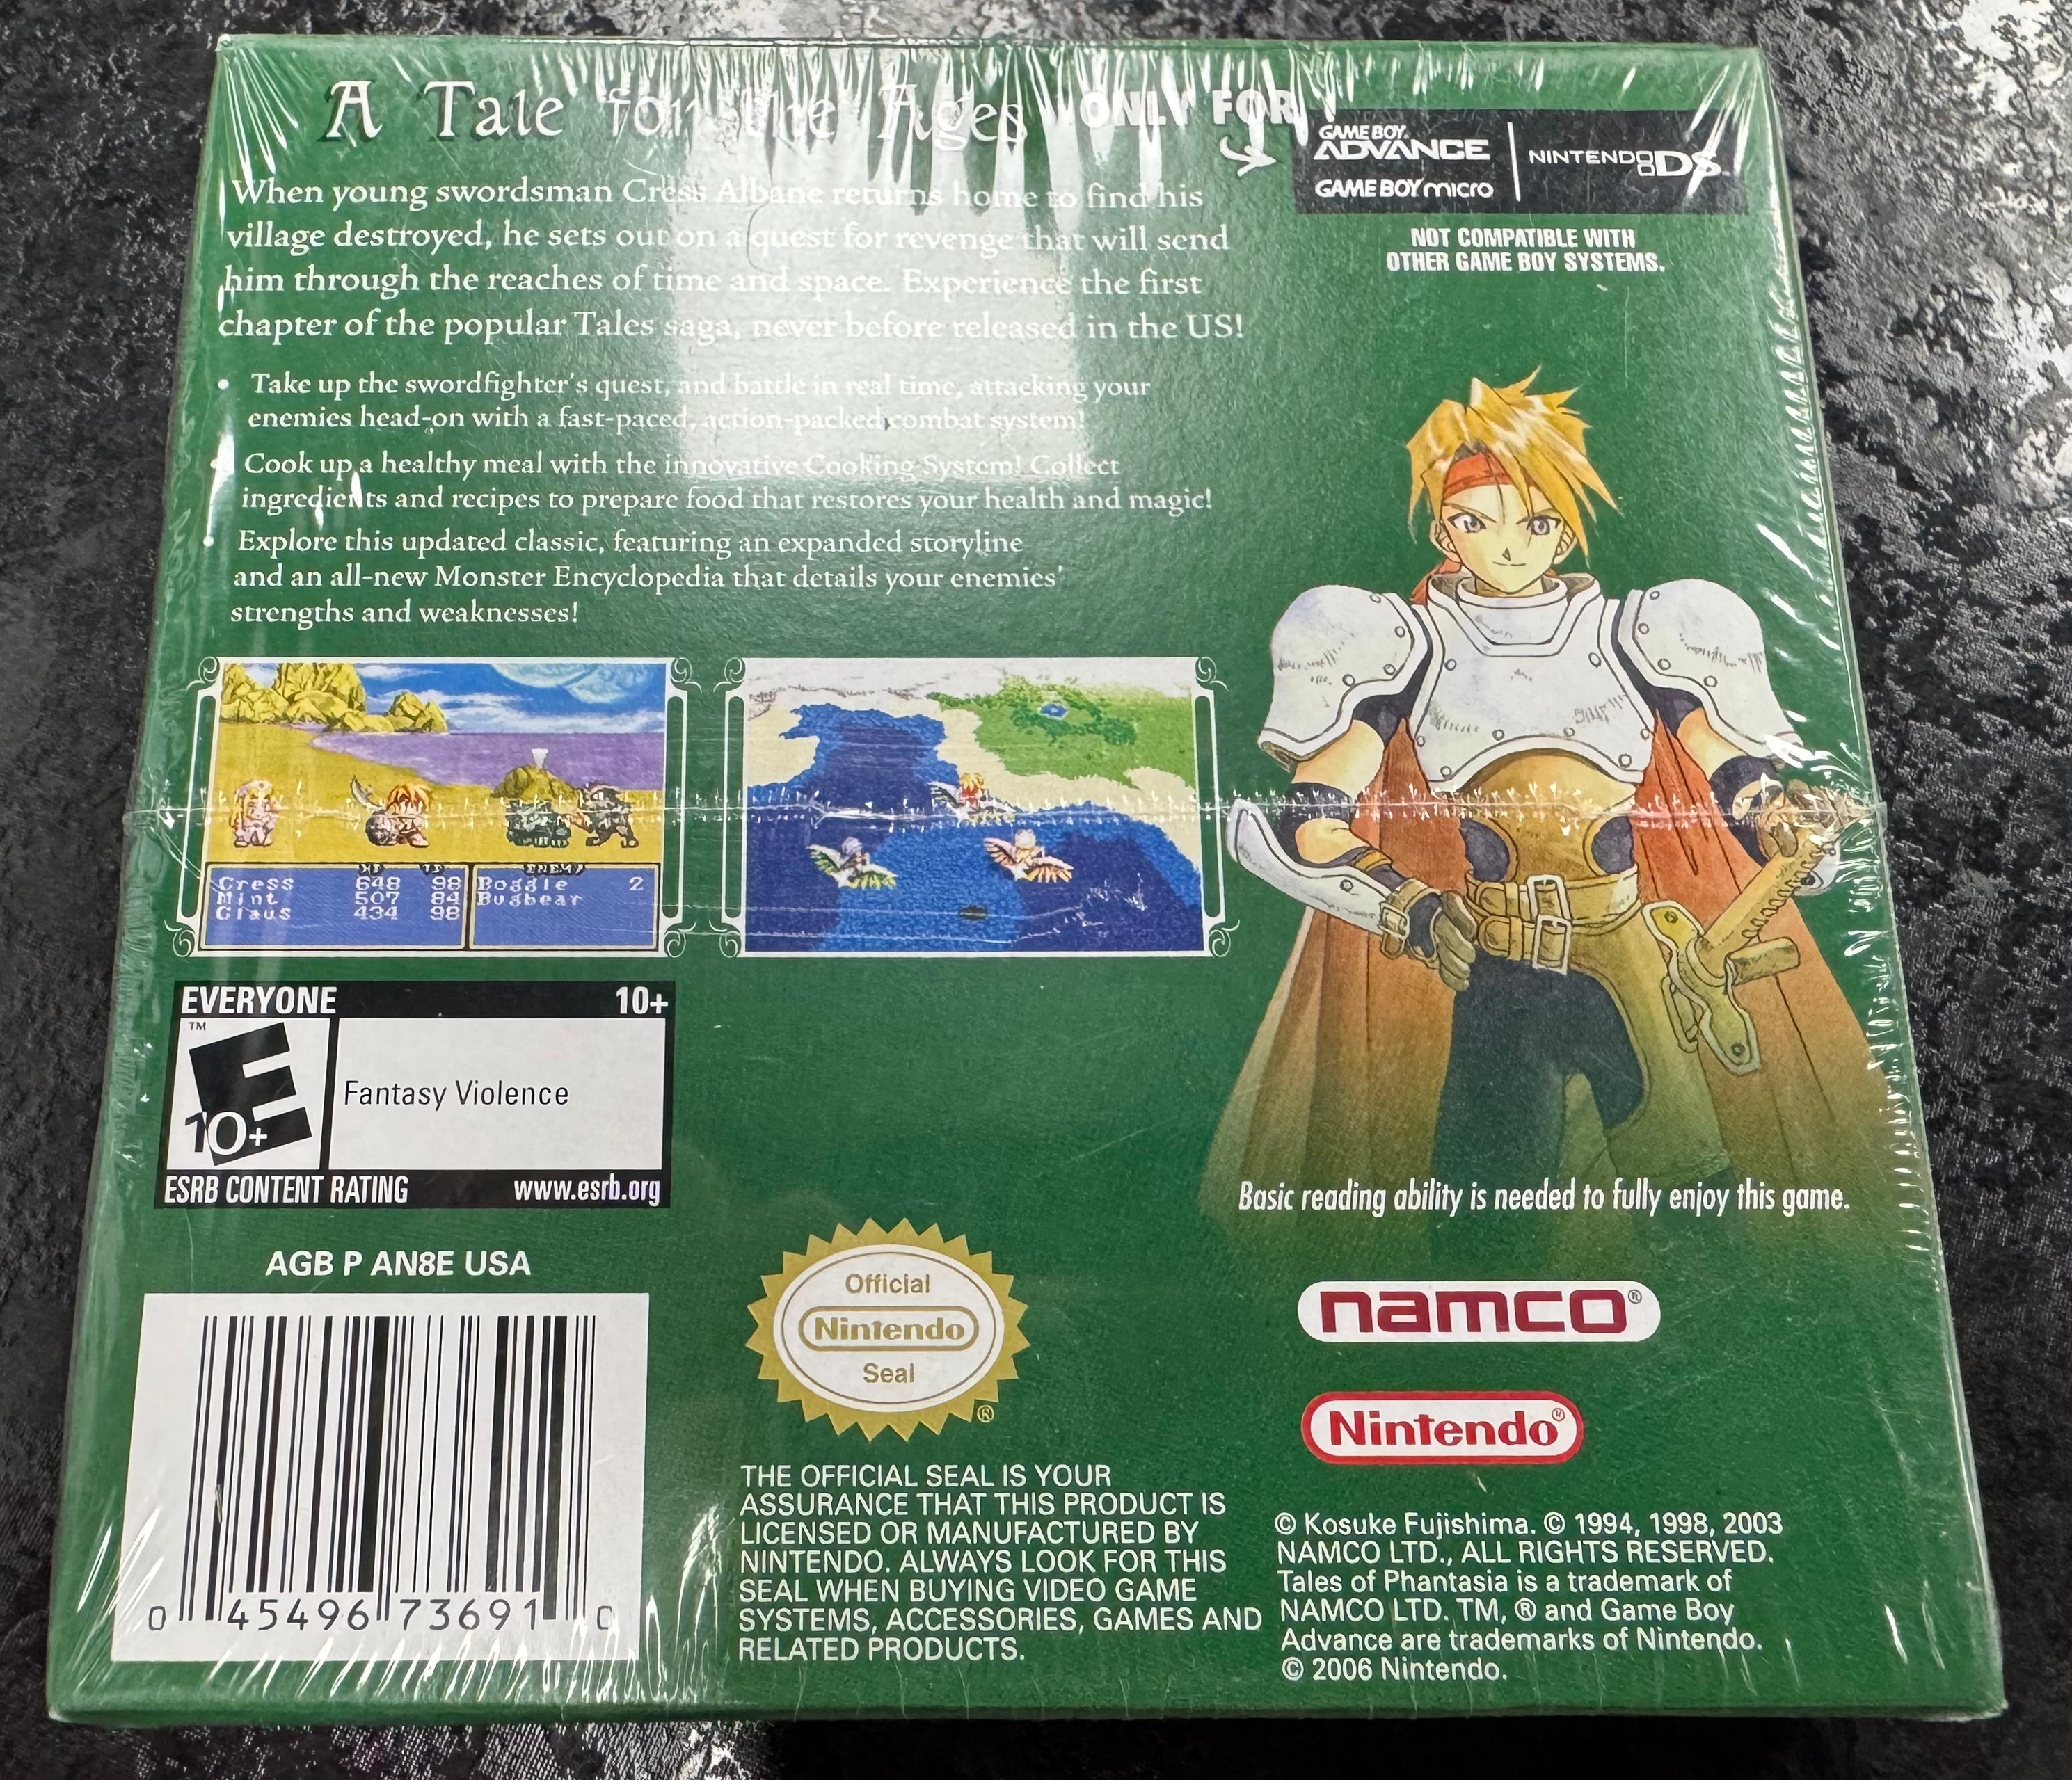 A Tale for the Ages
ONLY FOR
GAME BOY
ADVANCE
GAME BOY micro
NINTENDO DS™
NOT COMPATIBLE WITH
OTHER GAME BOY SYSTEMS.
When young swordsman Cress Albane returns home to find his
village destroyed, he sets out on a quest for revenge that will send
him through the reaches of time and space. Experience the first
chapter of the popular Tales saga, never before released in the US!
• Take up the swordfighter's quest, and battle in real time, attacking your
enemies head-on with a fast-paced, action-packed combat system!
• Cook up a healthy meal with the innovative Cooking System! Collect
ingredients and recipes to prepare food that restores your health and magic!
• Explore this updated classic, featuring an expanded storyline
and an all-new Monster Encyclopedia that details your enemies'
strengths and weaknesses!
HP TP ENEMY
Cress 648 98 Boggle 2
Mint 507 84 Bugbear
Claus 434 98
EVERYONE 10+
™
E
10+
Fantasy Violence
ESRB CONTENT RATING www.esrb.org
Basic reading ability is needed to fully enjoy this game.
AGB P AN8E USA
0 45496 73691 0
Official
Nintendo
Seal
®
THE OFFICIAL SEAL IS YOUR
ASSURANCE THAT THIS PRODUCT IS
LICENSED OR MANUFACTURED BY
NINTENDO. ALWAYS LOOK FOR THIS
SEAL WHEN BUYING VIDEO GAME
SYSTEMS, ACCESSORIES, GAMES AND
RELATED PRODUCTS.
namco®
Nintendo®
© Kosuke Fujishima. © 1994, 1998, 2003
NAMCO LTD., ALL RIGHTS RESERVED.
Tales of Phantasia is a trademark of
NAMCO LTD. TM, ® and Game Boy
Advance are trademarks of Nintendo.
© 2006 Nintendo.